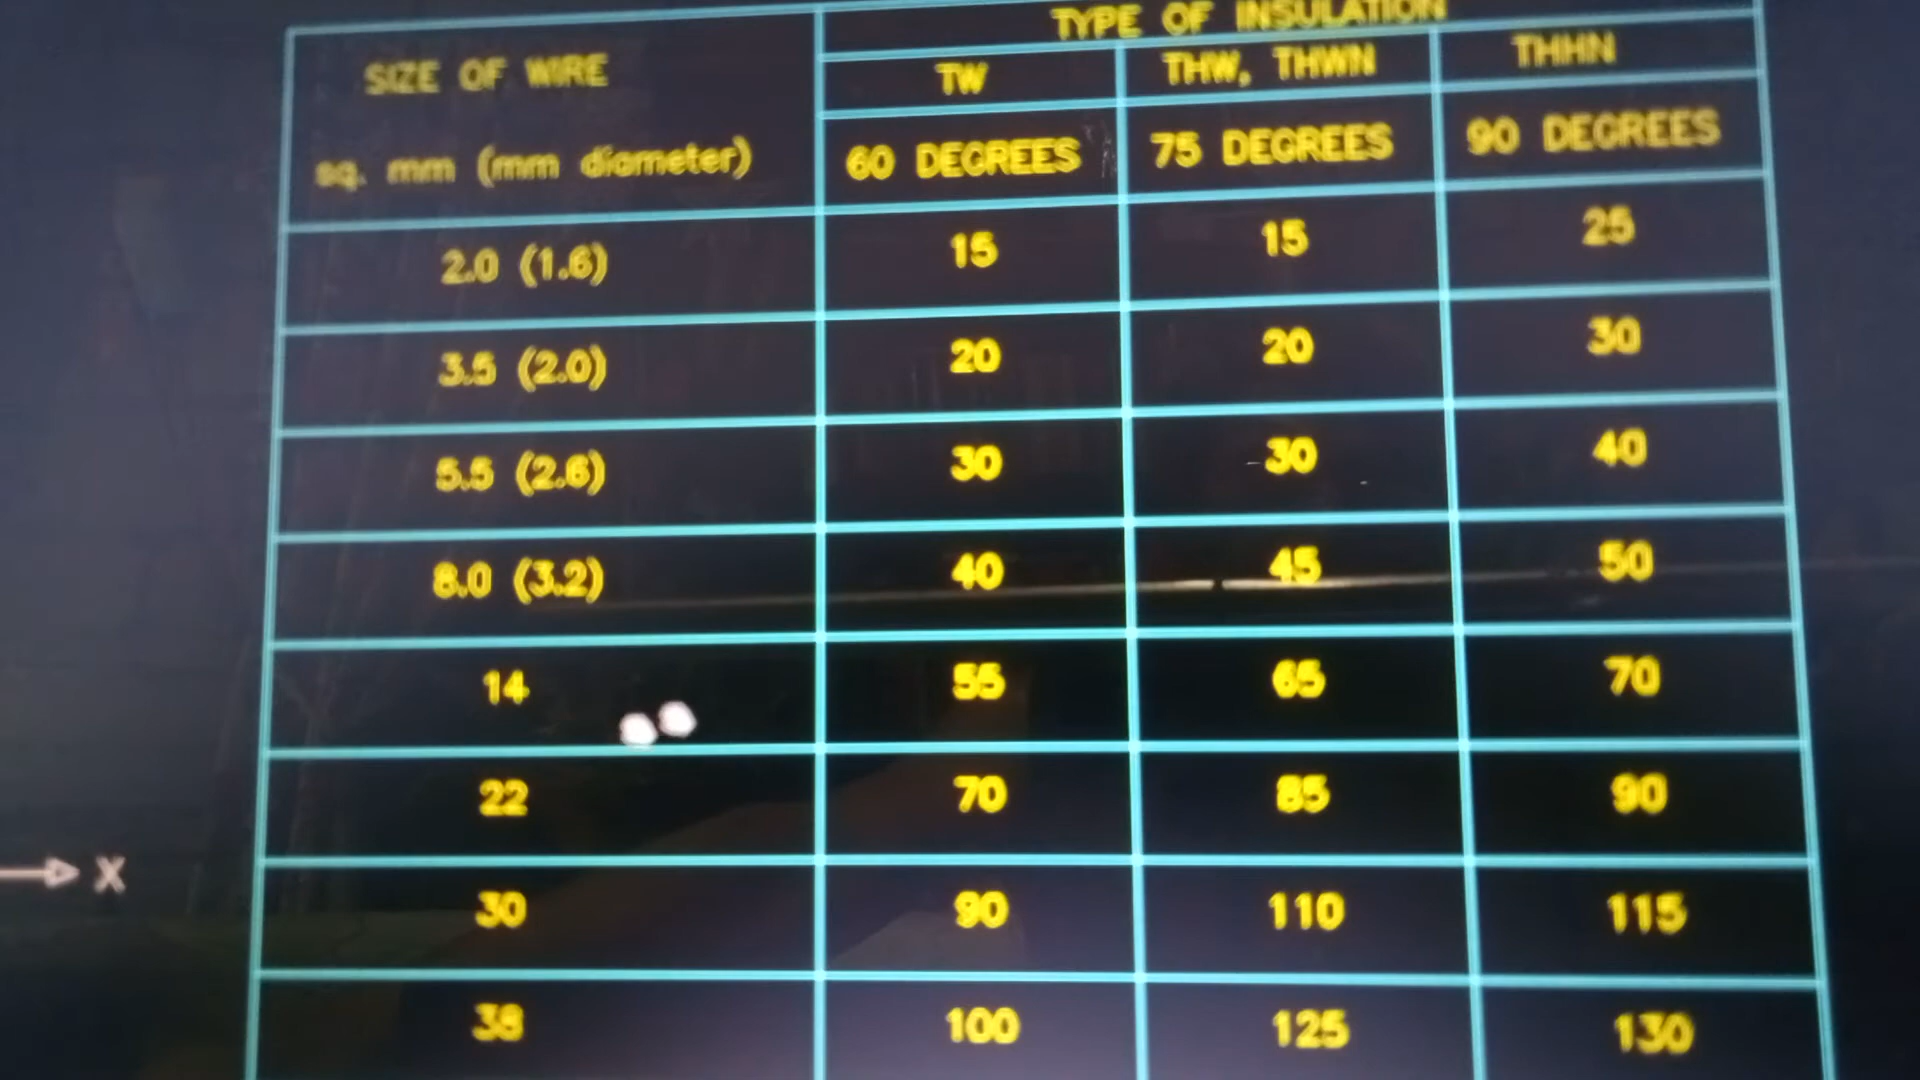 TYPE OF INSULATION
SIZE OF WIRE
sq. mm (mm diameter)
TW THW, THWN THHN
60 DEGREES 75 DEGREES 90 DEGREES
2.0 (1.6) 15 15 25
3.5 (2.0) 20 20 30
5.5 (2.6) 30 30 40
8.0 (3.2) 40 45 50
14 55 65 70
22 70 85 90
30 90 110 115
38 100 125 130
X